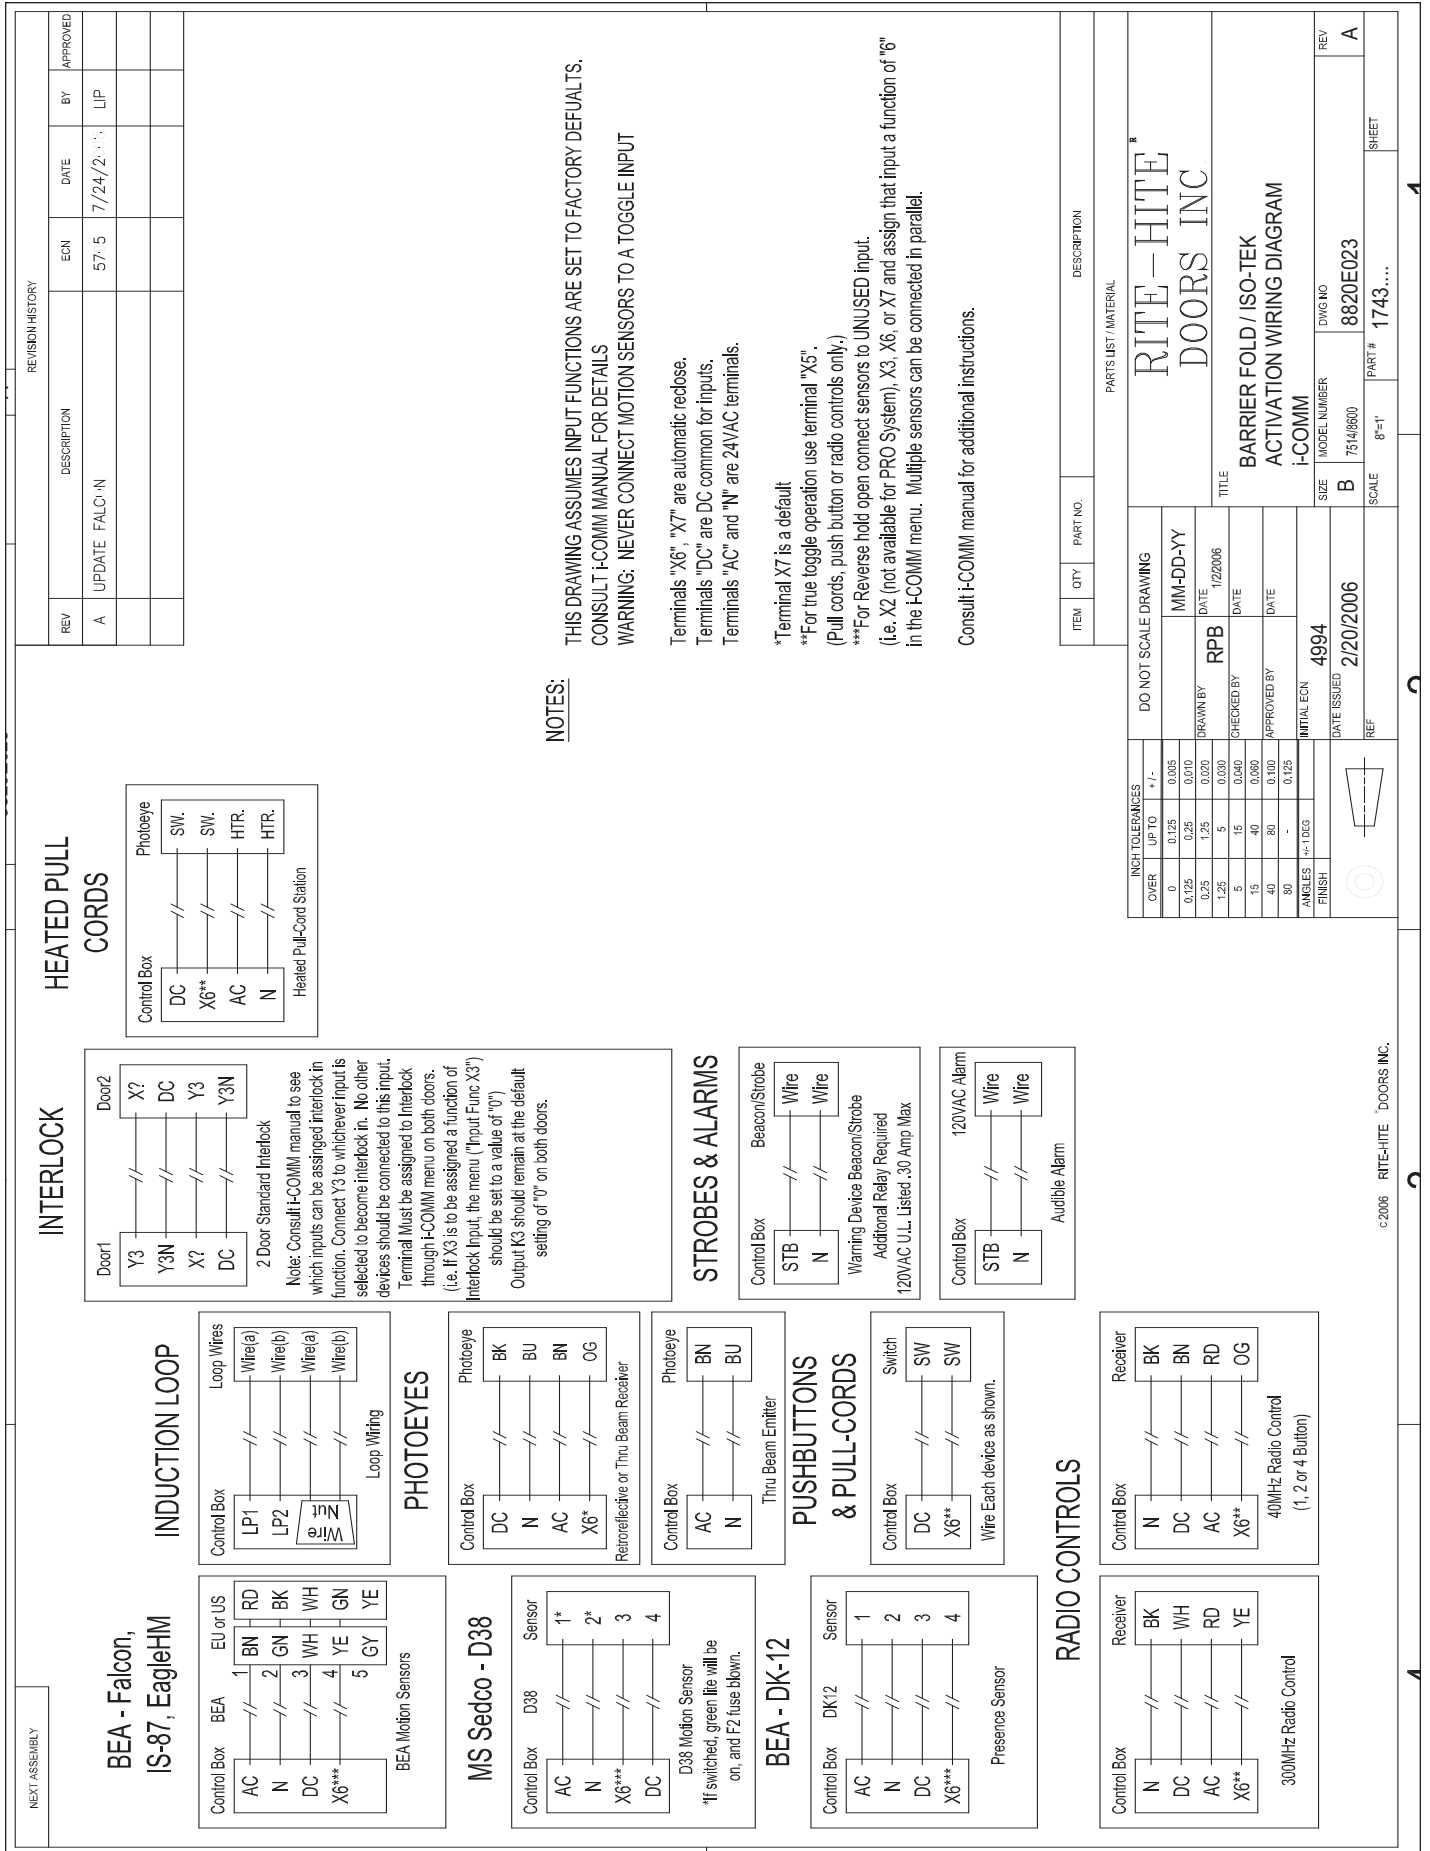 NEXT ASSEMBLY
REVISION HISTORY
REV DESCRIPTION ECN DATE BY APPROVED
A UPDATE LIP
BEA - Falcon,
IS-87, EagleHM
Control Box BEA EU or US
AC 1 BN RD
N 2 GN BK
DC 3 WH WH
X6*** 4 YE GN
5 GY YE
BEA Motion Sensors
MS Sedco - D38
Control Box D38 Sensor
AC 1*
N 2*
X6*** 3
DC 4
D38 Motion Sensor
*If switched, green lite will be
on, and F2 fuse blown.
BEA - DK-12
Control Box DK12 Sensor
AC 1
N 2
DC 3
X6*** 4
Presence Sensor
INDUCTION LOOP
Control Box Loop Wires
LP1 Wire(a)
LP2 Wire(b)
Wire Nut Wire(a)
Wire(b)
Loop Wiring
PHOTOEYES
Control Box Photoeye
DC BK
N BU
AC BN
X6* OG
Retroreflective or Thru Beam Receiver
Control Box Photoeye
AC BN
N BU
Thru Beam Emitter
PUSHBUTTONS
& PULL-CORDS
Control Box Switch
DC SW
X6** SW
Wire Each device as shown.
RADIO CONTROLS
Control Box Receiver
N BK
DC WH
AC RD
X6** YE
300MHz Radio Control
Control Box Receiver
N BK
DC BN
AC RD
X6** OG
40MHz Radio Control
(1, 2 or 4 Button)
INTERLOCK
Door1 Door2
Y3 X?
Y3N DC
X? Y3
DC Y3N
2 Door Standard Interlock
Note: Consult i-COMM manual to see
which inputs can be assinged interlock in
function. Connect Y3 to whichever input is
selected to become interlock in. No other
devices should be connected to this input.
Terminal Must be assigned to Interlock
through i-COMM menu on both doors.
(i.e. If X3 is to be assigned a function of
Interlock Input, the menu ("Input Func X3")
should be set to a value of "0")
Output K3 should remain at the default
setting of "0" on both doors.
STROBES & ALARMS
Control Box Beacon/Strobe
STB Wire
N Wire
Warning Device Beacon/Strobe
Additonal Relay Required
120VAC U.L. Listed .30 Amp Max
Control Box 120VAC Alarm
STB Wire
N Wire
Audible Alarm
HEATED PULL
CORDS
Control Box Photoeye
DC SW.
X6** SW.
AC HTR.
N HTR.
Heated Pull-Cord Station
NOTES:
THIS DRAWING ASSUMES INPUT FUNCTIONS ARE SET TO FACTORY DEFUALTS.
CONSULT i-COMM MANUAL FOR DETAILS
WARNING: NEVER CONNECT MOTION SENSORS TO A TOGGLE INPUT
Terminals "X6", "X7" are automatic reclose.
Terminals "DC" are DC common for inputs.
Terminals "AC" and "N" are 24VAC terminals.
*Terminal X7 is a default
**For true toggle operation use terminal "X5".
(Pull cords, push button or radio controls only.)
***For Reverse hold open connect sensors to UNUSED input.
(i.e. X2 (not available for PRO System), X3, X6, or X7 and assign that input a function of "6"
in the i-COMM menu. Multiple sensors can be connected in parallel.
Consult i-COMM manual for additional instructions.
ITEM QTY PART NO. DESCRIPTION
PARTS LIST / MATERIAL
INCH TOLERANCES
OVER UP TO + / -
0 0.125 0.005
0.125 0.25 0.010
0.25 1.25 0.020
1.25 5 0.030
5 15 0.040
15 40 0.060
40 80 0.100
80 - 0.125
ANGLES +/- 1 DEG
FINISH
DO NOT SCALE DRAWING
MM-DD-YY
DRAWN BY RPB DATE 1/2/2006
CHECKED BY DATE
APPROVED BY DATE
INITIAL ECN 4994
DATE ISSUED 2/20/2006
REF
RITE-HITE®
DOORS INC
TITLE
BARRIER FOLD / ISO-TEK
ACTIVATION WIRING DIAGRAM
i-COMM
SIZE B
MODEL NUMBER 7514/8600
DWG NO 8820E023
REV A
SCALE 8"=1'
PART # 1743....
SHEET
c 2006 RITE-HITE DOORS INC.